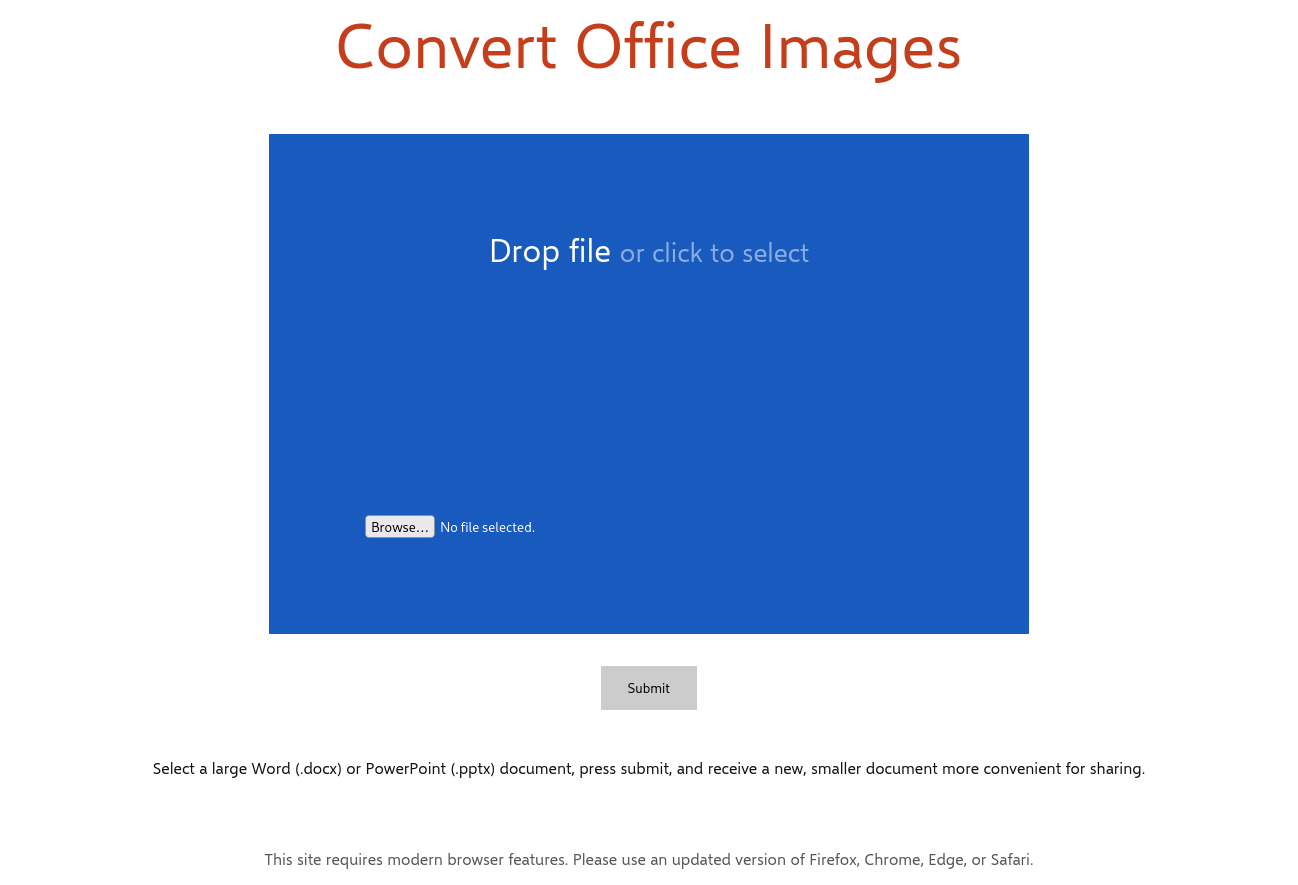 Convert Office Images
Drop file or click to select
Browse... No file selected.
Submit
Select a large Word (.docx) or PowerPoint (.pptx) document, press submit, and receive a new, smaller document more convenient for sharing.
This site requires modern browser features. Please use an updated version of Firefox, Chrome, Edge, or Safari.